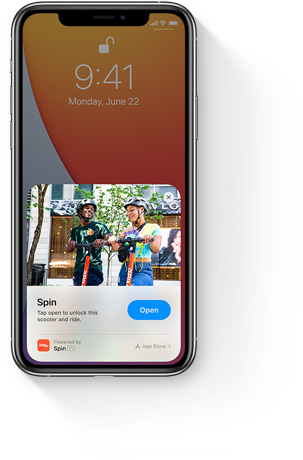 9:41
Monday, June 22
Spin
Tap open to unlock this
scooter and ride.
Open
Powered by
Spin
App Store